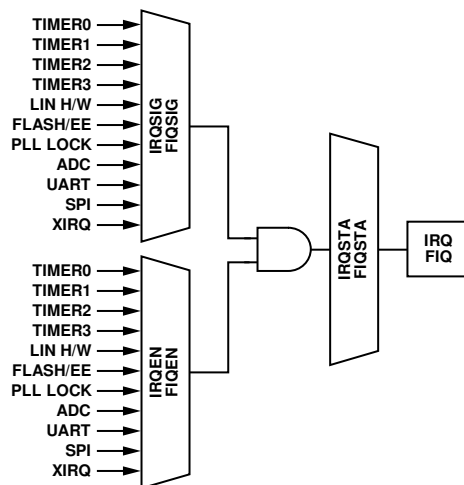 TIMER0
TIMER1
TIMER2
TIMER3
LIN H/W
FLASH/EE
PLL LOCK
ADC
UART
SPI
XIRQ
IRQSIG
FIQSIG
TIMER0
TIMER1
TIMER2
TIMER3
LIN H/W
FLASH/EE
PLL LOCK
ADC
UART
SPI
XIRQ
IRQEN
FIQEN
IRQSTA
FIQSTA
IRQ
FIQ